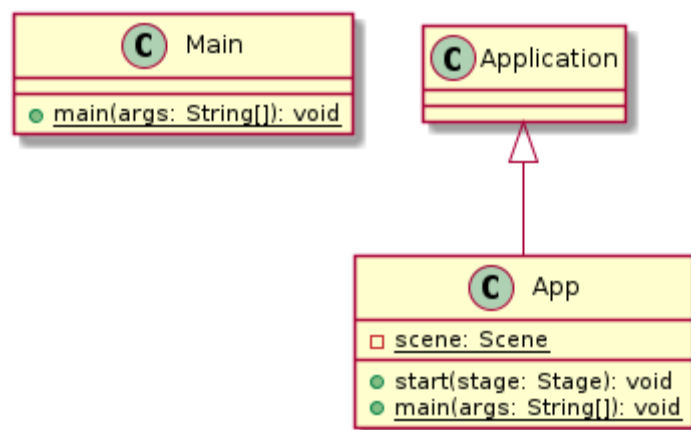 C Main
main(args: String[]): void
C Application
C App
scene: Scene
start(stage: Stage): void
main(args: String[]): void